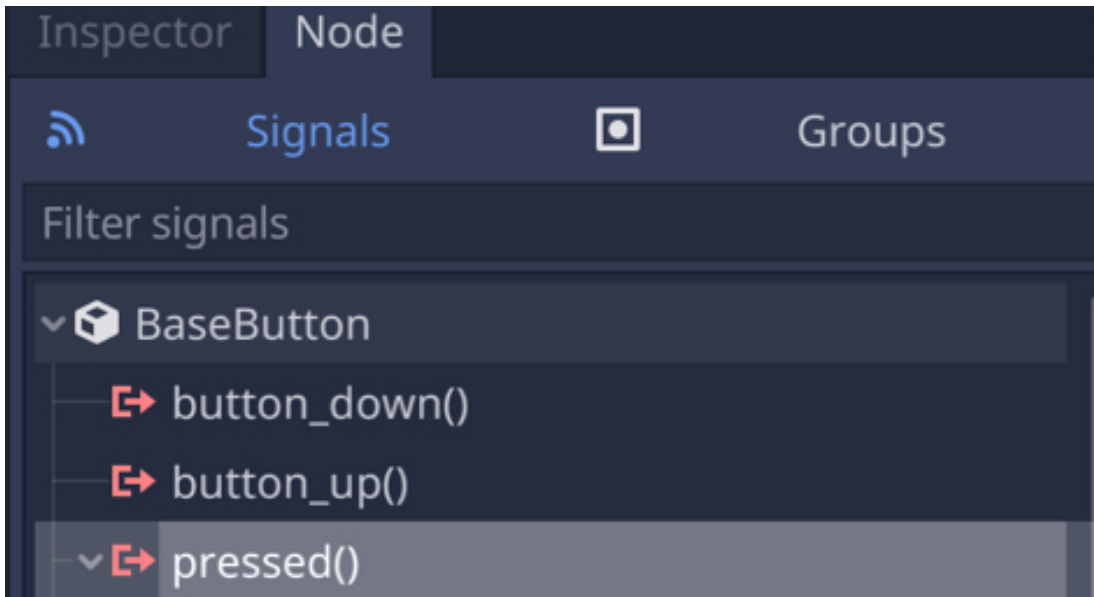 Inspector Node
Signals Groups
Filter signals
BaseButton
button_down()
button_up()
pressed()